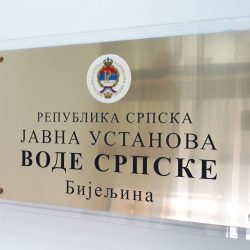 РЕПУБЛИКА СРПСКА
ЈАВНА УСТАНОВА
ВОДЕ СРПСКЕ
Бијељина